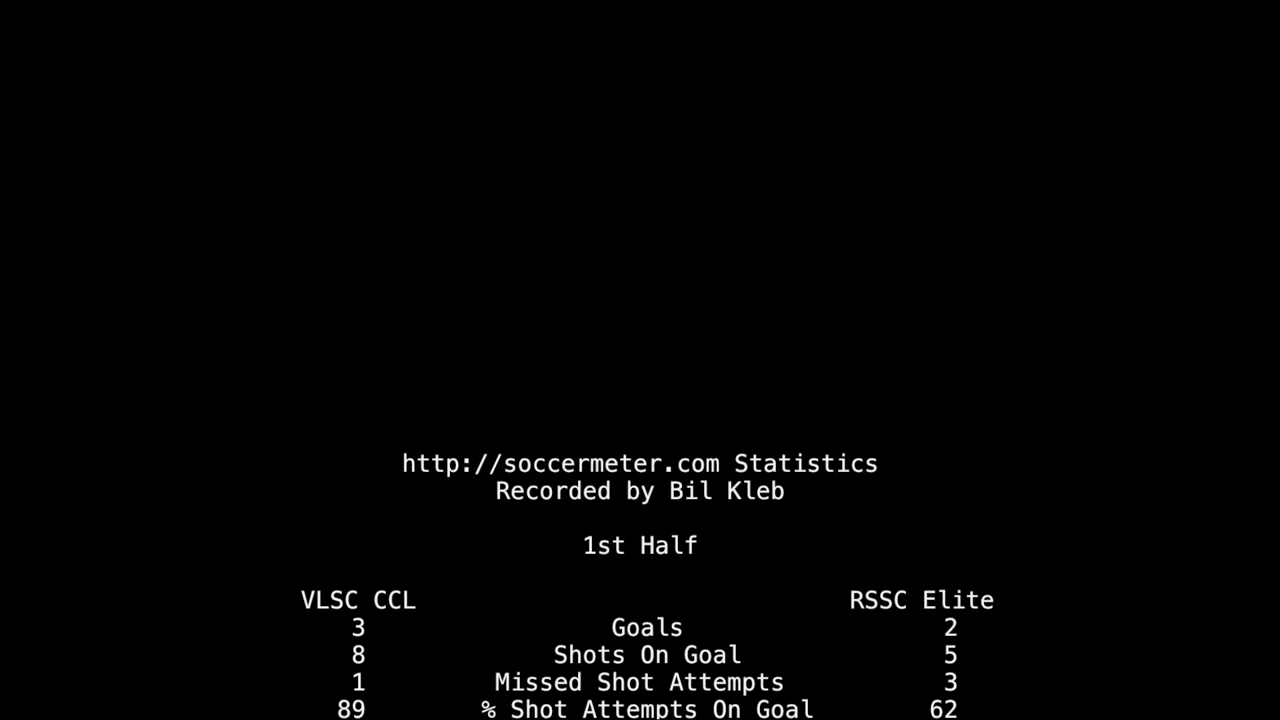 http://soccermeter.com Statistics
Recorded by Bil Kleb
1st Half
VLSC CCL RSSC Elite
3 Goals 2
8 Shots On Goal 5
1 Missed Shot Attempts 3
89 % Shot Attempts On Goal 62